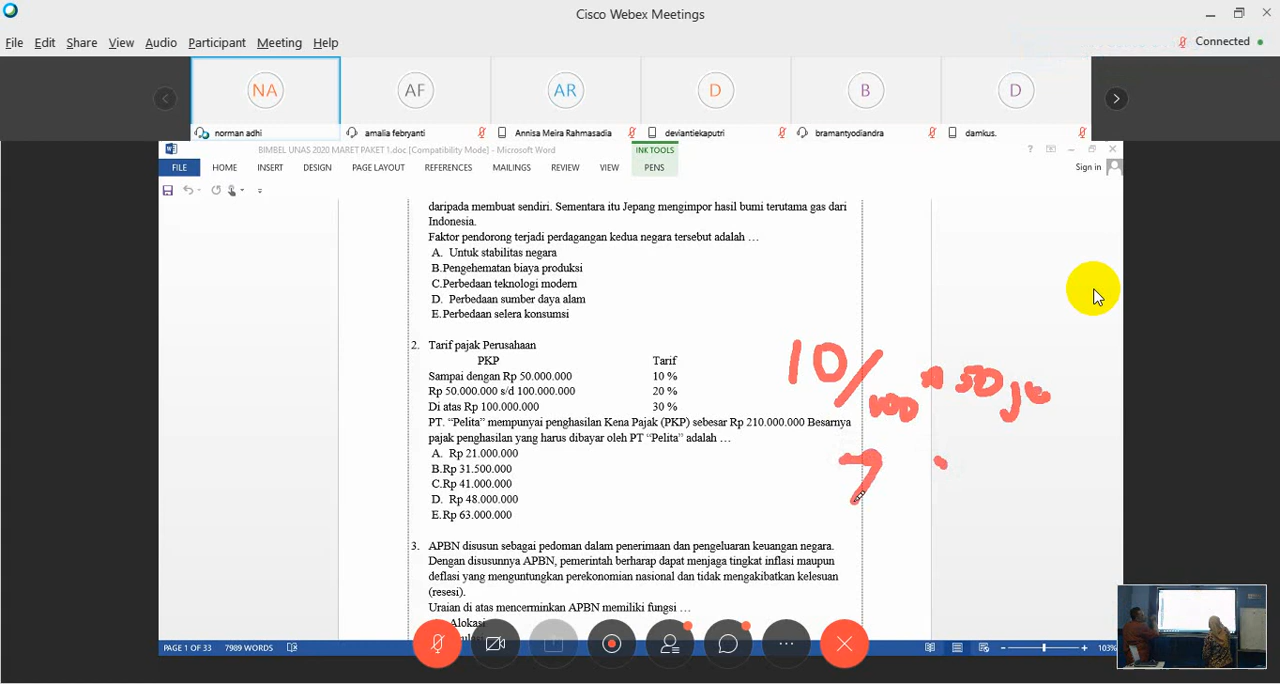 Cisco Webex Meetings
File Edit Share View Audio Participant Meeting Help
Connected
NA AF AR D B D
norman adhi amalia febryanti Annisa Meira Rahmasadia deviantiekaputri bramantyodiandra damkus.
BIMBEL UNAS 2020 MARET PAKET 1.doc [Compatibility Mode] - Microsoft Word
INK TOOLS
FILE HOME INSERT DESIGN PAGE LAYOUT REFERENCES MAILINGS REVIEW VIEW PENS Sign in
daripada membuat sendiri. Sementara itu Jepang mengimpor hasil bumi terutama gas dari
Indonesia.
Faktor pendorong terjadi perdagangan kedua negara tersebut adalah …
A. Untuk stabilitas negara
B.Pengehematan biaya produksi
C.Perbedaan teknologi modern
D. Perbedaan sumber daya alam
E.Perbedaan selera konsumsi
2. Tarif pajak Perusahaan
PKP Tarif
Sampai dengan Rp 50.000.000 10 %
Rp 50.000.000 s/d 100.000.000 20 %
Di atas Rp 100.000.000 30 %
10/100 x 50 jt
PT. “Pelita” mempunyai penghasilen Kena Pajak (PKP) sebesar Rp 210.000.000 Besarnya
pajak penghasilan yang harus dibayar oleh PT “Pelita” adalah …
A. Rp 21.000.000
B.Rp 31.500.000
C.Rp 41.000.000
D. Rp 48.000.000
E.Rp 63.000.000
3. APBN disusun sebagai pedoman dalam penerimaan dan pengeluaran keuangan negara.
Dengan disusunnya APBN, pemerintah berharap dapat menjaga tingkat inflasi maupun
deflasi yang menguntungkan perekonomian nasional dan tidak mengakibatkan kelesuan
(resesi).
Uraian di atas mencerminkan APBN memiliki fungsi …
Alokasi
PAGE 1 OF 33 7989 WORDS 103%